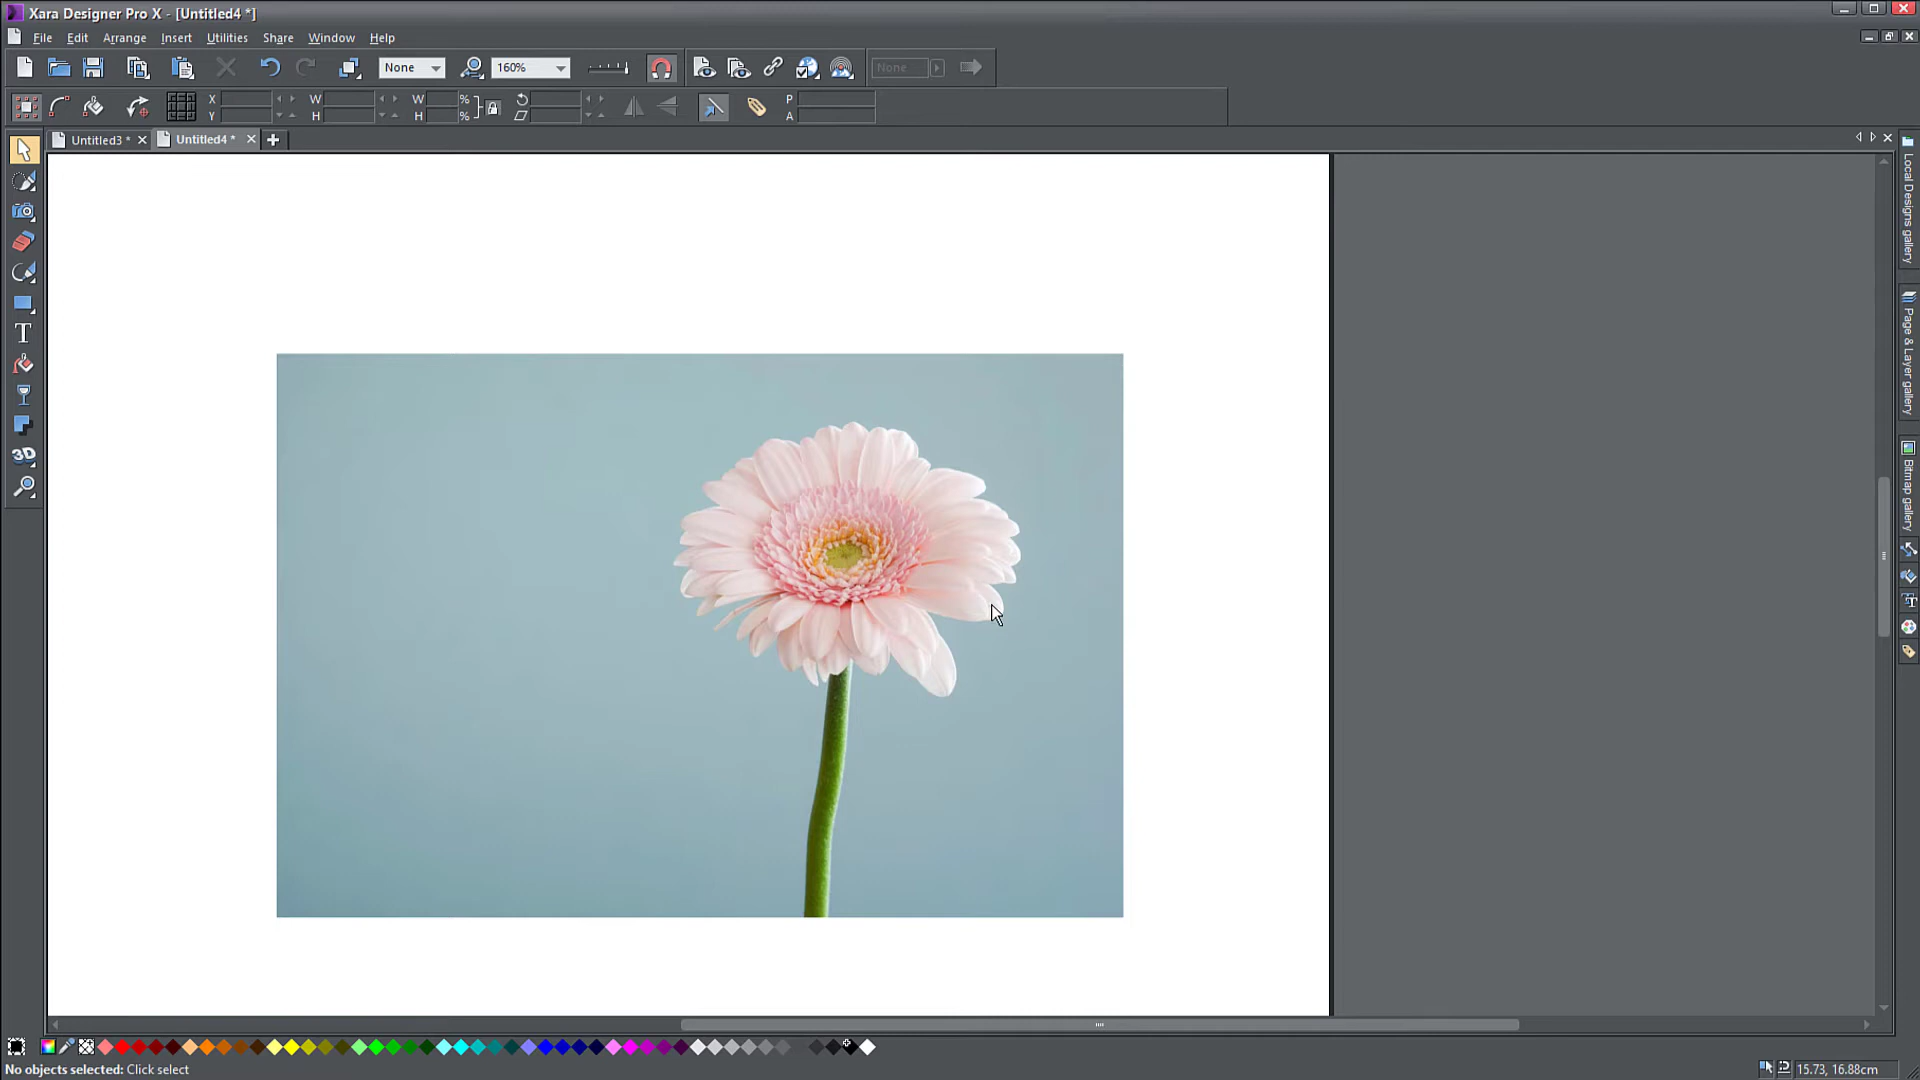 Xara Designer Pro X - [Untitled4 *]
File Edit Arrange Insert Utilities Share Window Help
None 160% None
X W W % P
Y H H % A
Untitled3 * Untitled4 *
T
3D
Local Designs gallery
Page & Layer gallery
Bitmap gallery
No objects selected: Click select
15.73, 16.88cm